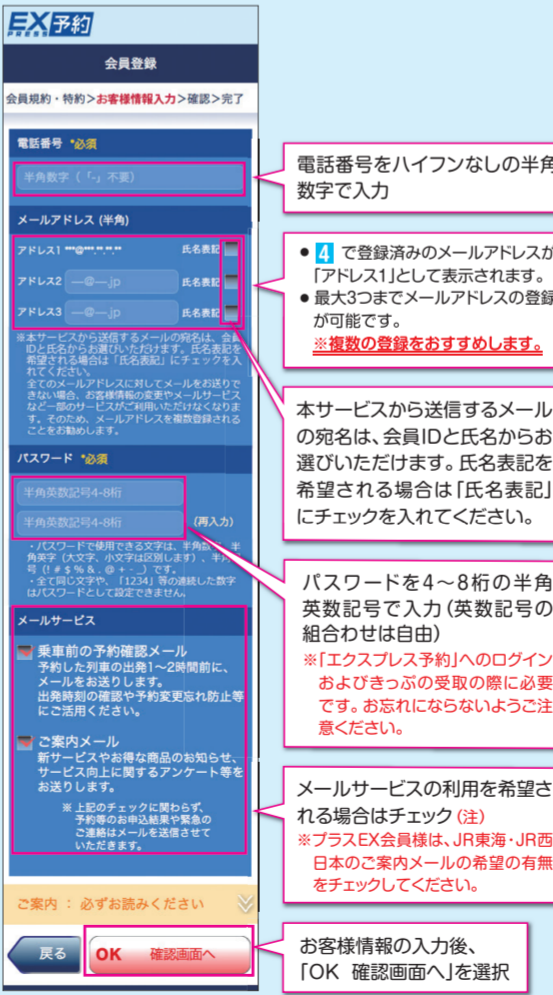 EX予約
PRESS
会員登録
会員規約・特約>お客様情報入力>確認>完了
電話番号 *必須
半角数字（「-」不要）
電話番号をハイフンなしの半角
数字で入力
メールアドレス (半角)
アドレス1 ***@***.**.**.** 氏名表記
アドレス2 —@—.jp 氏名表記
アドレス3 —@—.jp 氏名表記
● 4 で登録済みのメールアドレスが
「アドレス1」として表示されます。
● 最大3つまでメールアドレスの登録
が可能です。
※複数の登録をおすすめします。
※本サービスから送信するメールの宛名は、会員
IDと氏名からお選びいただけます。氏名表記を
希望される場合は「氏名表記」にチェックを入
れてください。
全てのメールアドレスに対してメールをお送りで
きない場合、お客様情報の変更やメールサービス
など一部のサービスがご利用いただけなくなりま
す。そのため、メールアドレスを複数登録される
ことをお勧めします。
本サービスから送信するメール
の宛名は、会員IDと氏名からお
選びいただけます。氏名表記を
希望される場合は「氏名表記」
にチェックを入れてください。
パスワード *必須
半角英数記号4-8桁
半角英数記号4-8桁 (再入力)
・パスワードで使用できる文字は、半角数字、半
角英字（大文字、小文字は区別します）、半角記
号（! # $ % & . @ + - _）です。
・全て同じ文字や、「1234」等の連続した数字
はパスワードとして設定できません。
パスワードを4～8桁の半角
英数記号で入力(英数記号の
組合わせは自由)
※「エクスプレス予約」へのログイン
およびきっぷの受取の際に必要
です。お忘れにならないようご注
意ください。
メールサービス
乗車前の予約確認メール
予約した列車の出発1～2時間前に、
メールをお送りします。
出発時刻の確認や予約変更忘れ防止等
にご活用ください。
ご案内メール
新サービスやお得な商品のお知らせ、
サービス向上に関するアンケート等を
お送りします。
※ 上記のチェックに関わらず、
予約等のお申込結果や緊急の
ご連絡はメールを送信させて
いただきます。
メールサービスの利用を希望さ
れる場合はチェック(注)
※プラスEX会員様は、JR東海・JR西
日本のご案内メールの希望の有無
をチェックしてください。
ご案内 ： 必ずお読みください
戻る
OK 確認画面へ
お客様情報の入力後、
「OK 確認画面へ」を選択